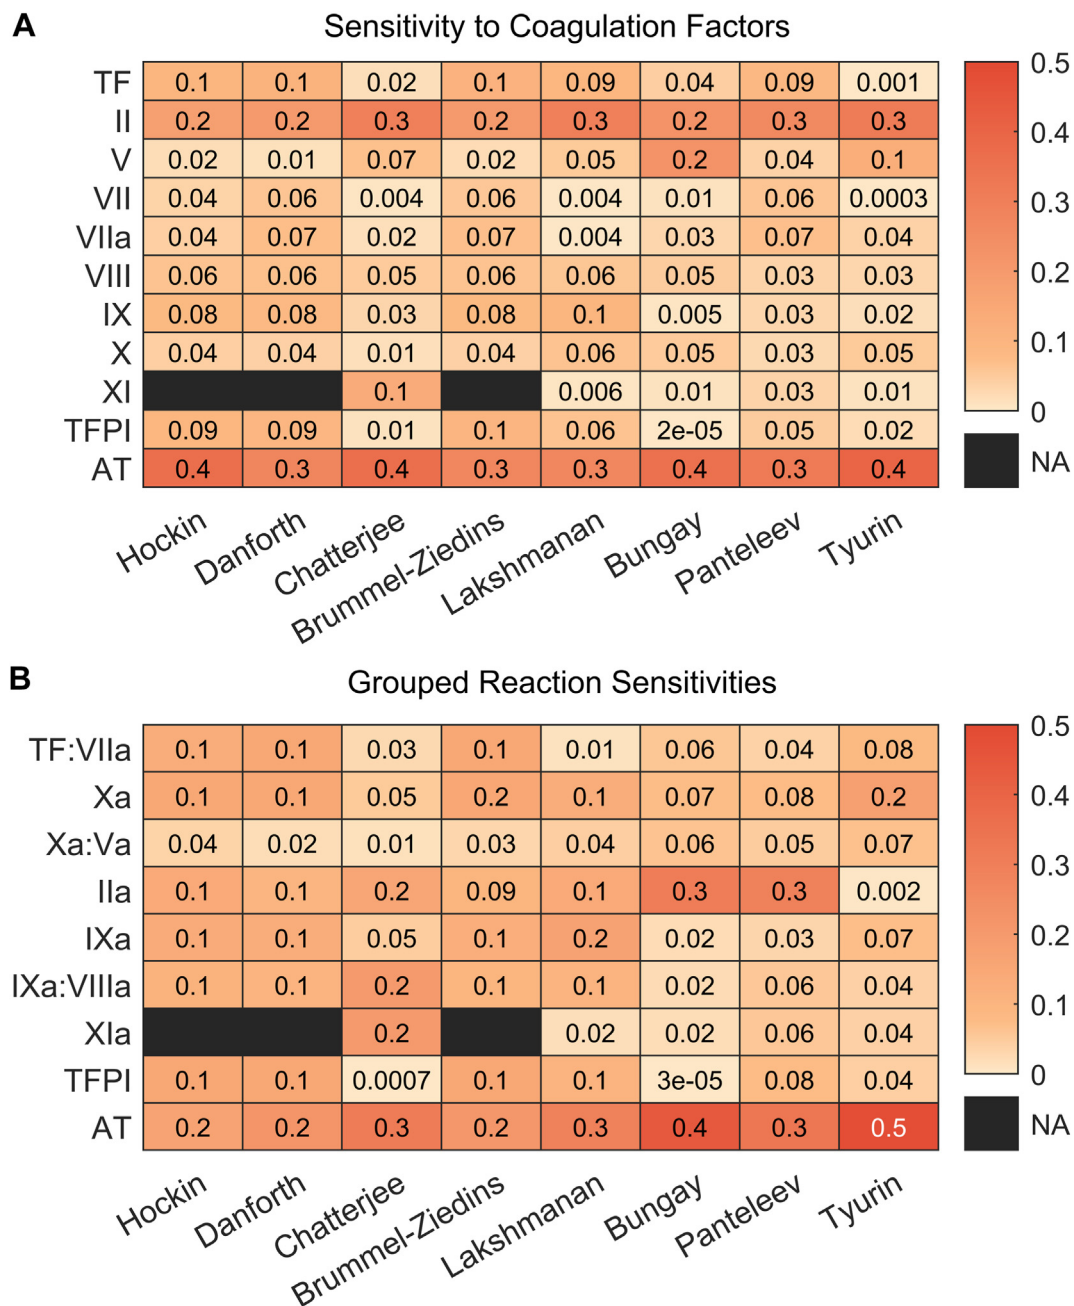 A
Sensitivity to Coagulation Factors
TF 0.1 0.1 0.02 0.1 0.09 0.04 0.09 0.001
II 0.2 0.2 0.3 0.2 0.3 0.2 0.3 0.3
V 0.02 0.01 0.07 0.02 0.05 0.2 0.04 0.1
VII 0.04 0.06 0.004 0.06 0.004 0.01 0.06 0.0003
VIIa 0.04 0.07 0.02 0.07 0.004 0.03 0.07 0.04
VIII 0.06 0.06 0.05 0.06 0.06 0.05 0.03 0.03
IX 0.08 0.08 0.03 0.08 0.1 0.005 0.03 0.02
X 0.04 0.04 0.01 0.04 0.06 0.05 0.03 0.05
XI 0.1 0.006 0.01 0.03 0.01
TFPI 0.09 0.09 0.01 0.1 0.06 2e-05 0.05 0.02
AT 0.4 0.3 0.4 0.3 0.3 0.4 0.3 0.4
Hockin Danforth Chatterjee Brummel-Ziedins Lakshmanan Bungay Panteleev Tyurin
0.5
0.4
0.3
0.2
0.1
0
NA
B
Grouped Reaction Sensitivities
TF:VIIa 0.1 0.1 0.03 0.1 0.01 0.06 0.04 0.08
Xa 0.1 0.1 0.05 0.2 0.1 0.07 0.08 0.2
Xa:Va 0.04 0.02 0.01 0.03 0.04 0.06 0.05 0.07
IIa 0.1 0.1 0.2 0.09 0.1 0.3 0.3 0.002
IXa 0.1 0.1 0.05 0.1 0.2 0.02 0.03 0.07
IXa:VIIIa 0.1 0.1 0.2 0.1 0.1 0.02 0.06 0.04
XIa 0.2 0.02 0.02 0.06 0.04
TFPI 0.1 0.1 0.0007 0.1 0.1 3e-05 0.08 0.04
AT 0.2 0.2 0.3 0.2 0.3 0.4 0.3 0.5
Hockin Danforth Chatterjee Brummel-Ziedins Lakshmanan Bungay Panteleev Tyurin
0.5
0.4
0.3
0.2
0.1
0
NA